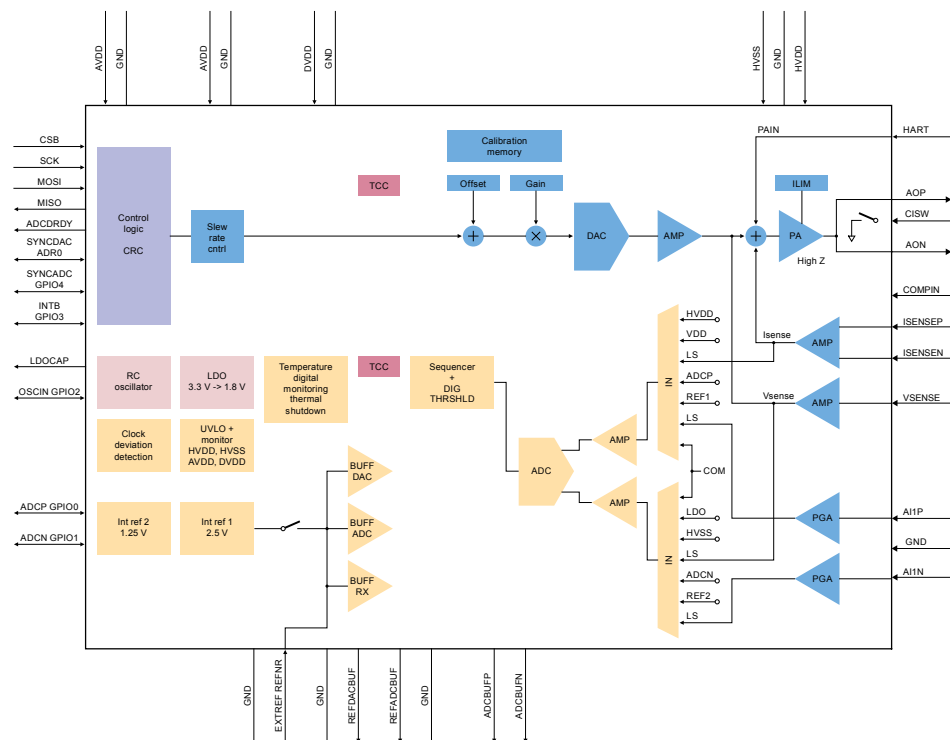 AVDD
GND
AVDD
GND
DVDD
GND
HVSS
GND
HVDD
CSB
SCK
MOSI
MISO
ADCDRDY
SYNCDAC
ADR0
SYNCADC
GPIO4
INTB
GPIO3
LDOCAP
OSCIN GPIO2
ADCP GPIO0
ADCN GPIO1
Control
logic
CRC
Slew
rate
cntrl
TCC
Calibration
memory
Offset
Gain
DAC
AMP
PAIN
ILIM
PA
High Z
HART
AOP
CISW
AON
COMPIN
ISENSEP
ISENSEN
VSENSE
AI1P
GND
AI1N
RC
oscillator
LDO
3.3 V -> 1.8 V
Temperature
digital
monitoring
thermal
shutdown
TCC
Sequencer
+
DIG
THRSHLD
Clock
deviation
detection
UVLO +
monitor
HVDD, HVSS
AVDD, DVDD
Int ref 2
1.25 V
Int ref 1
2.5 V
BUFF
DAC
BUFF
ADC
BUFF
RX
ADC
AMP
AMP
IN
HVDD
VDD
LS
ADCP
REF1
LS
COM
IN
LDO
HVSS
LS
ADCN
REF2
LS
Isense
AMP
Vsense
AMP
PGA
PGA
GND
EXTREF REFNR
GND
REFDACBUF
REFADCBUF
GND
ADCBUFP
ADCBUFN